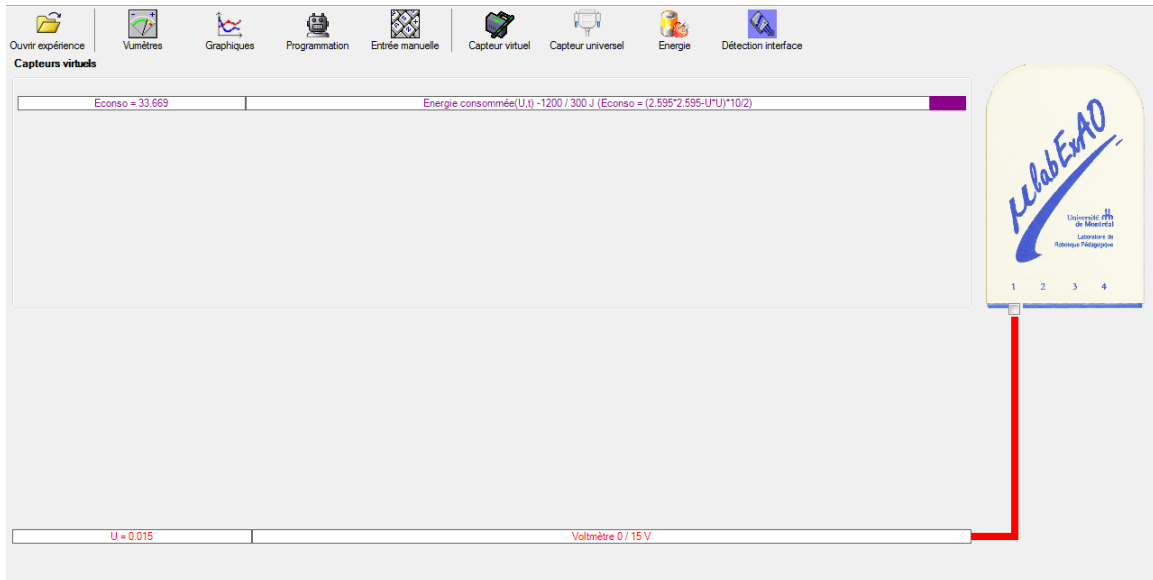 Ouvrir expérience Vumètres Graphiques Programmation Entrée manuelle Capteur virtuel Capteur universel Energie Détection interface
Capteurs virtuels
Econso = 33.669 Energie consommée(U,t) -1200 / 300 J (Econso = (2.595*2.595-U*U)*10/2)
µlabExAO
Université de Montréal
Laboratoire de
Robotique Pédagogique
1 2 3 4
U = 0.015 Voltmètre 0 / 15 V